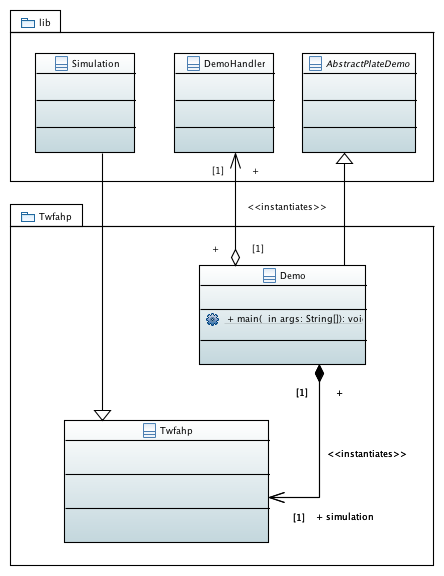 lib
Simulation
DemoHandler
AbstractPlateDemo
[1] +
<<instantiates>>
Twfahp
+ [1]
Demo
+ main( in args: String[]): voi
[1] +
Twfahp
<<instantiates>>
[1] + simulation